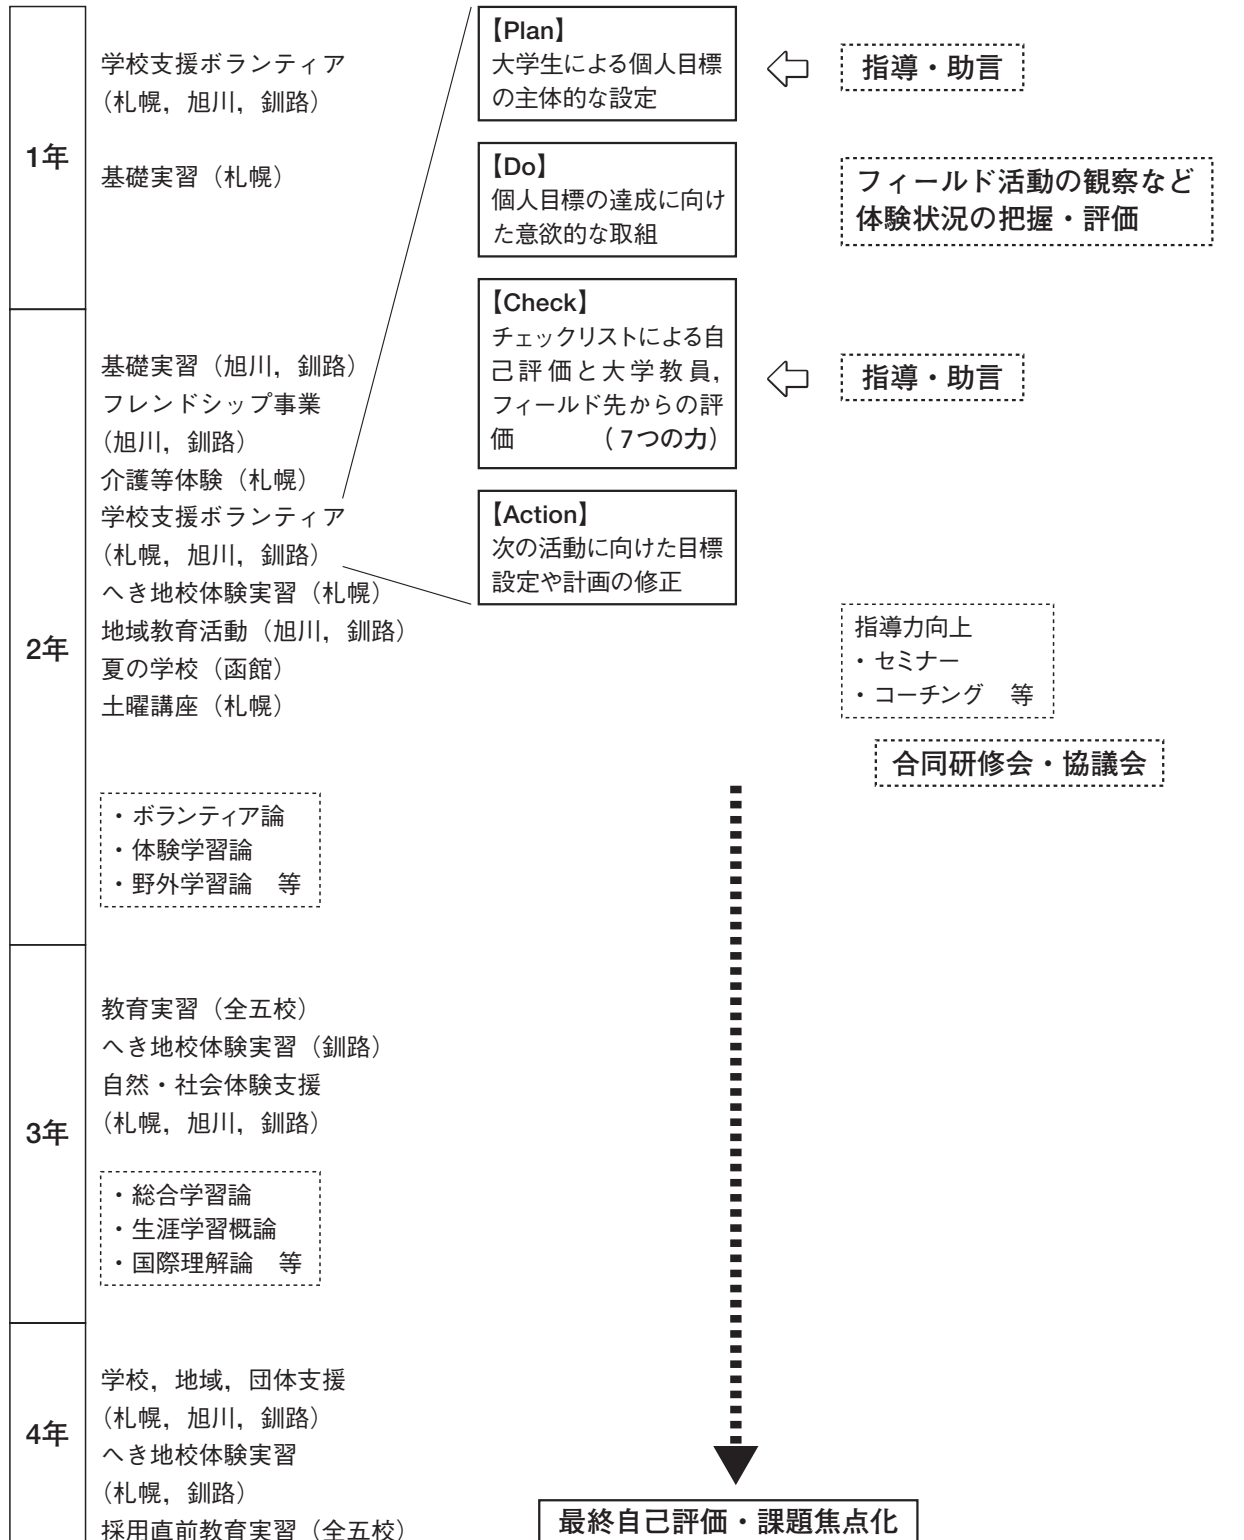 1年
学校支援ボランティア
（札幌，旭川，釧路）
基礎実習（札幌）
2年
基礎実習（旭川，釧路）
フレンドシップ事業
（旭川，釧路）
介護等体験（札幌）
学校支援ボランティア
（札幌，旭川，釧路）
へき地校体験実習（札幌）
地域教育活動（旭川，釧路）
夏の学校（函館）
土曜講座（札幌）
・ボランティア論
・体験学習論
・野外学習論　等
3年
教育実習（全五校）
へき地校体験実習（釧路）
自然・社会体験支援
（札幌，旭川，釧路）
・総合学習論
・生涯学習概論
・国際理解論　等
4年
学校，地域，団体支援
（札幌，旭川，釧路）
へき地校体験実習
（札幌，釧路）
採用直前教育実習（全五校）
【Plan】
大学生による個人目標
の主体的な設定
【Do】
個人目標の達成に向け
た意欲的な取組
【Check】
チェックリストによる自
己評価と大学教員，
フィールド先からの評
価　　　（7つの力）
【Action】
次の活動に向けた目標
設定や計画の修正
指導・助言
フィールド活動の観察など
体験状況の把握・評価
指導・助言
指導力向上
・セミナー
・コーチング　等
合同研修会・協議会
最終自己評価・課題焦点化